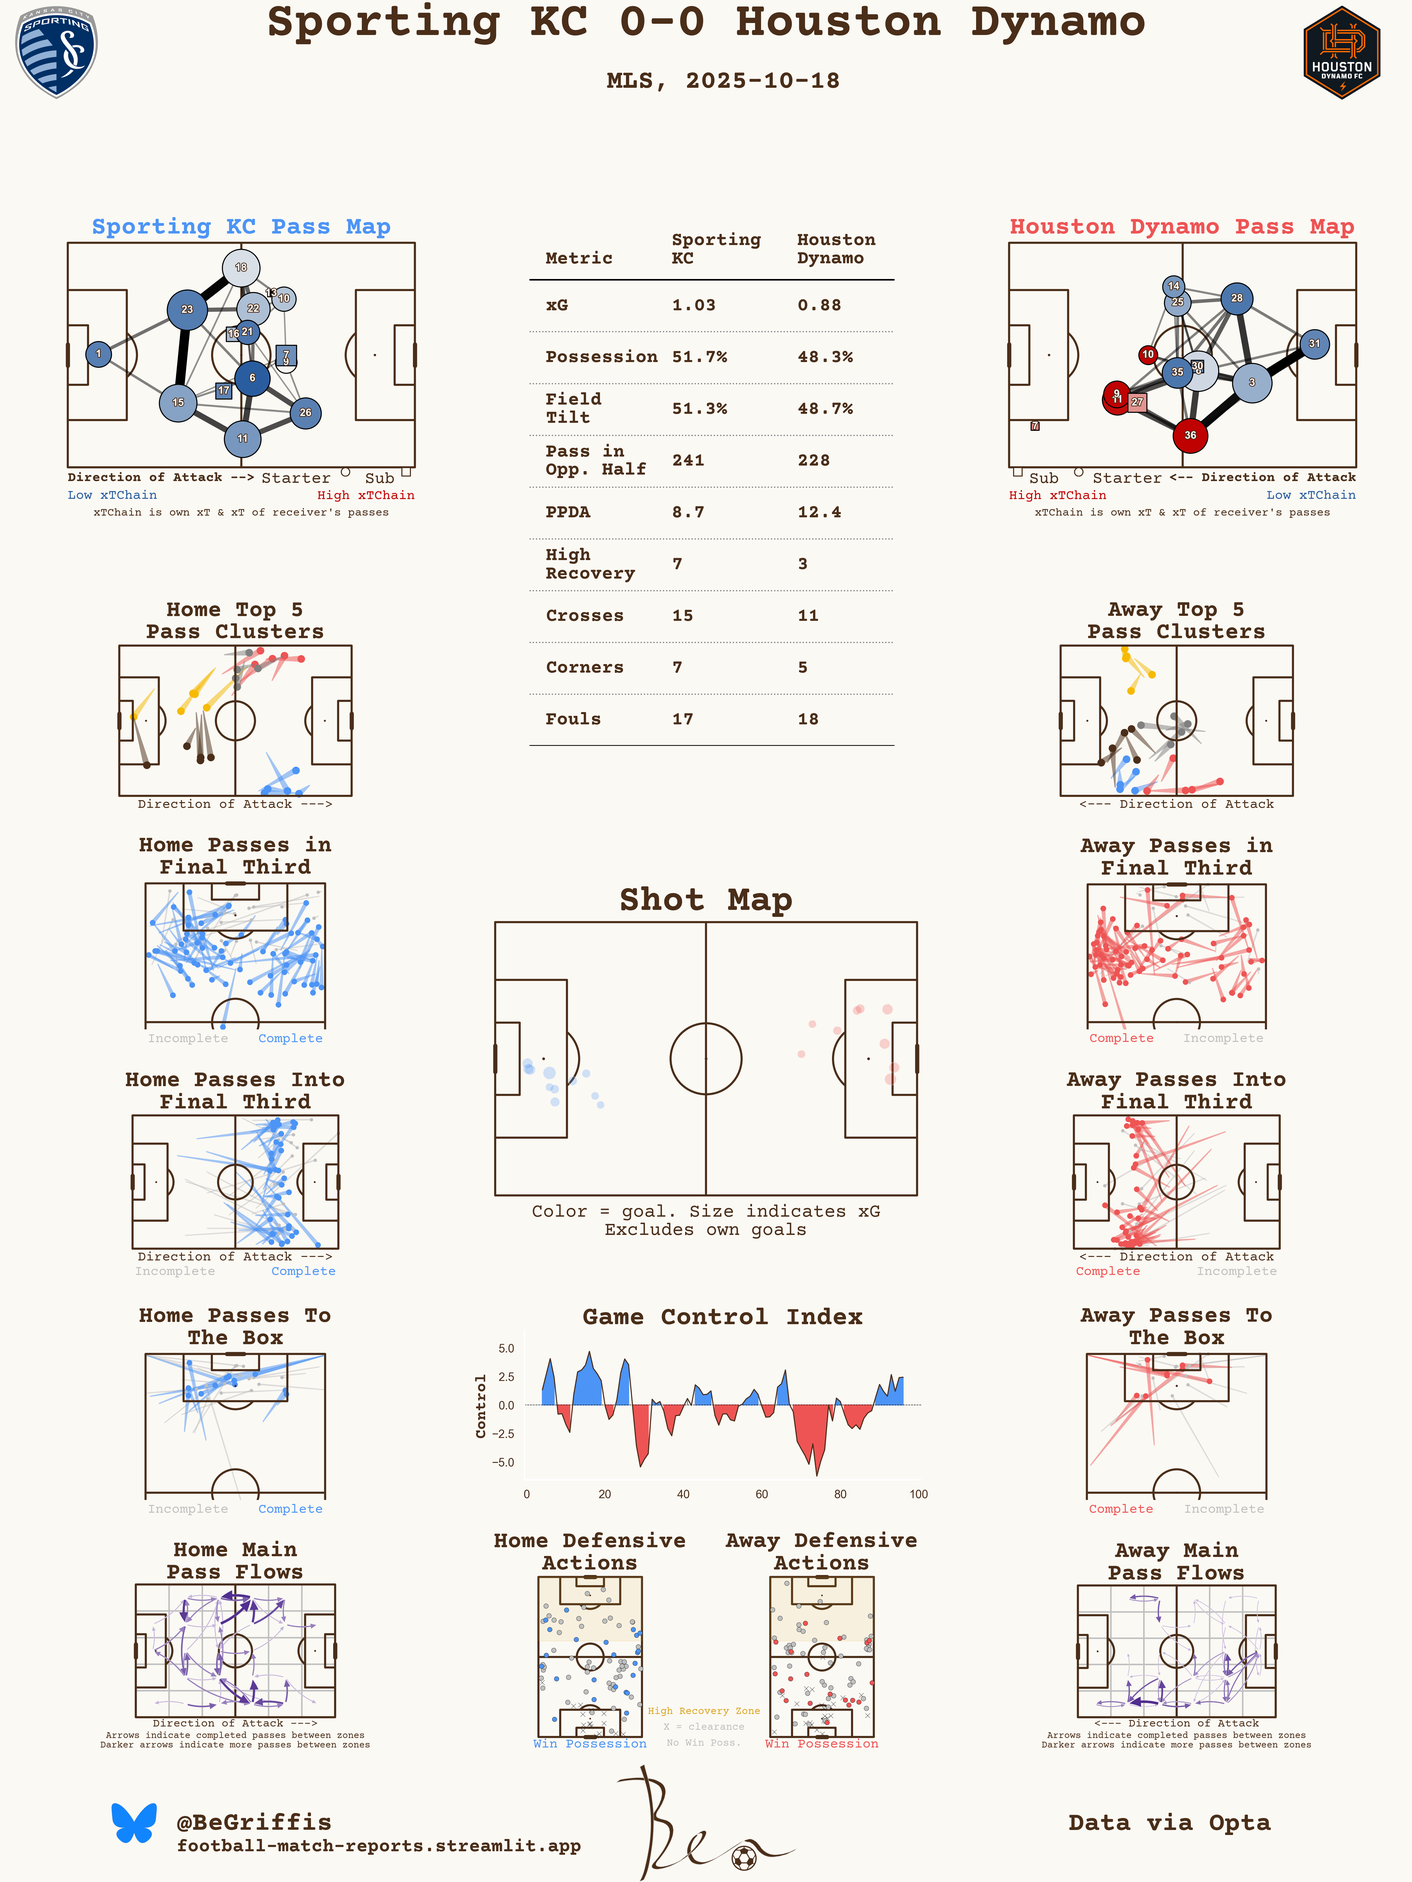 Sporting KC 0-0 Houston Dynamo
MLS, 2025-10-18
KANSAS CITY
SPORTING
HOUSTON
DYNAMO FC
Sporting KC Pass Map
18
13
10
23
22
16
21
1
7
9
6
17
15
26
11
Direction of Attack --> Starter Sub
Low xTChain High xTChain
xTChain is own xT & xT of receiver's passes
Metric Sporting KC Houston Dynamo
xG 1.03 0.88
Possession 51.7% 48.3%
Field Tilt 51.3% 48.7%
Pass in Opp. Half 241 228
PPDA 8.7 12.4
High Recovery 7 3
Crosses 15 11
Corners 7 5
Fouls 17 18
Houston Dynamo Pass Map
14
25
28
10
31
30
35
3
9
11
27
7
36
Sub Starter <-- Direction of Attack
High xTChain Low xTChain
xTChain is own xT & xT of receiver's passes
Home Top 5
Pass Clusters
Direction of Attack --->
Away Top 5
Pass Clusters
<--- Direction of Attack
Home Passes in
Final Third
Incomplete Complete
Away Passes in
Final Third
Complete Incomplete
Shot Map
Color = goal. Size indicates xG
Excludes own goals
Home Passes Into
Final Third
Direction of Attack --->
Incomplete Complete
Away Passes Into
Final Third
<--- Direction of Attack
Complete Incomplete
Home Passes To
The Box
Incomplete Complete
Game Control Index
Control
5.0
2.5
0.0
−2.5
−5.0
0 20 40 60 80 100
Away Passes To
The Box
Complete Incomplete
Home Main
Pass Flows
Direction of Attack --->
Arrows indicate completed passes between zones
Darker arrows indicate more passes between zones
Home Defensive
Actions
Win Possession
High Recovery Zone
X = clearance
No Win Poss.
Away Defensive
Actions
Win Possession
Away Main
Pass Flows
<--- Direction of Attack
Arrows indicate completed passes between zones
Darker arrows indicate more passes between zones
@BeGriffis
football-match-reports.streamlit.app
Ben
Data via Opta